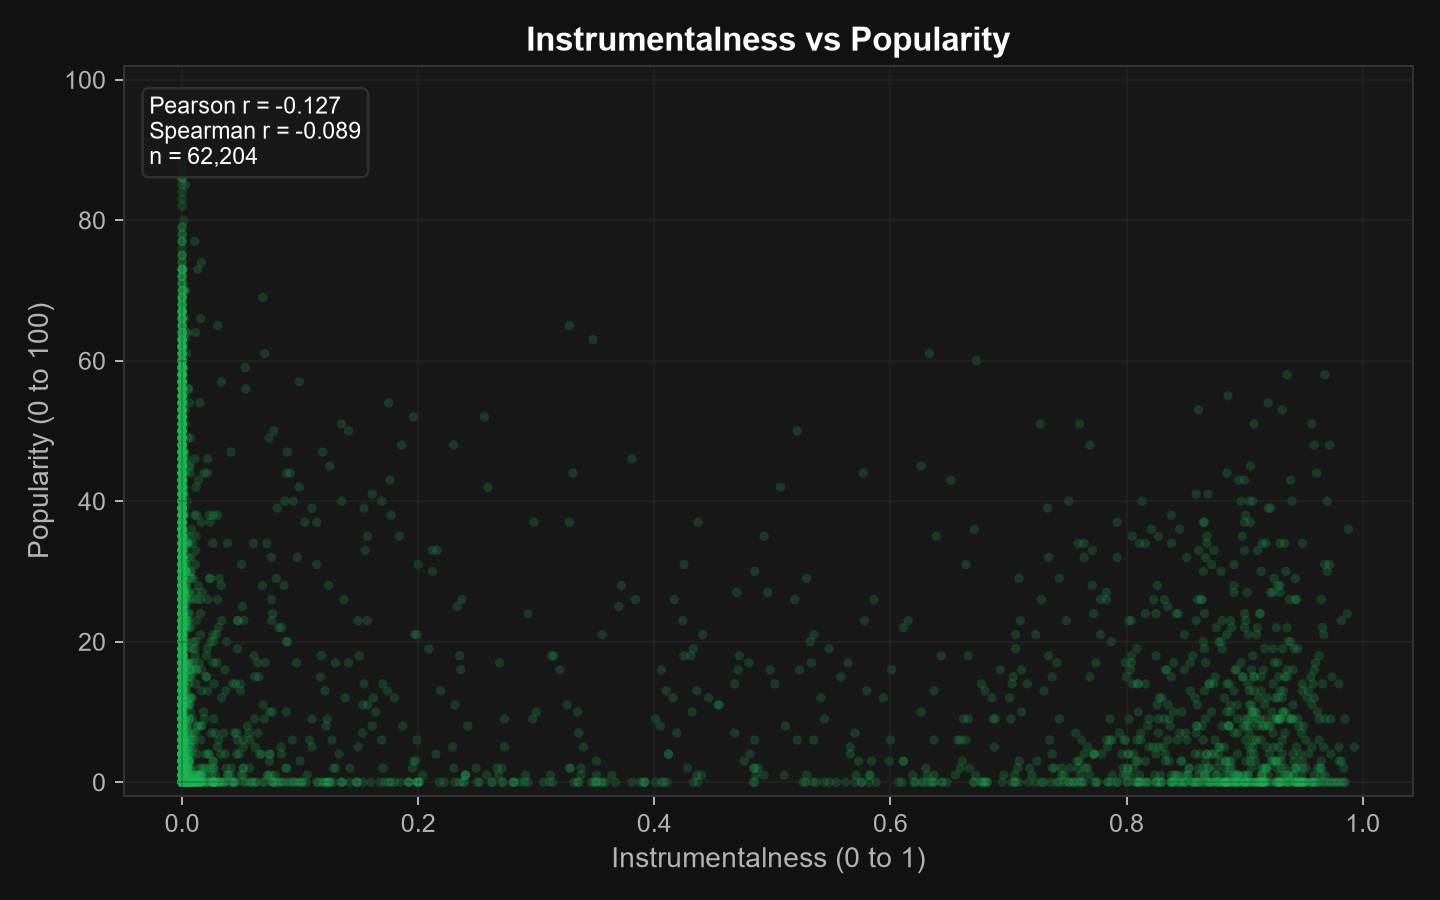 Instrumentalness vs Popularity
Pearson r = -0.127
Spearman r = -0.089
n = 62,204
Popularity (0 to 100)
100
80
60
40
20
0
0.0 0.2 0.4 0.6 0.8 1.0
Instrumentalness (0 to 1)